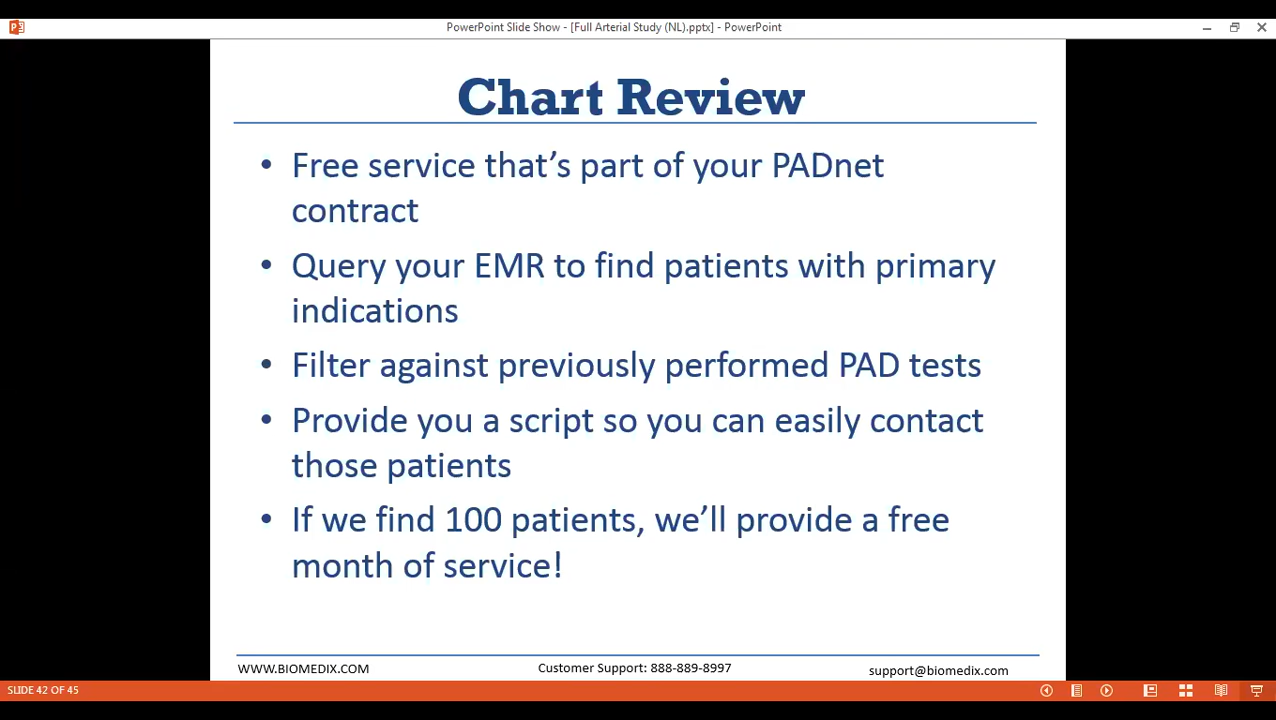 PowerPoint Slide Show - [Full Arterial Study (NL).pptx] - PowerPoint
Chart Review
• Free service that's part of your PADnet
contract
• Query your EMR to find patients with primary
indications
• Filter against previously performed PAD tests
• Provide you a script so you can easily contact
those patients
• If we find 100 patients, we'll provide a free
month of service!
WWW.BIOMEDIX.COM
Customer Support: 888-889-8997
support@biomedix.com
SLIDE 42 OF 45